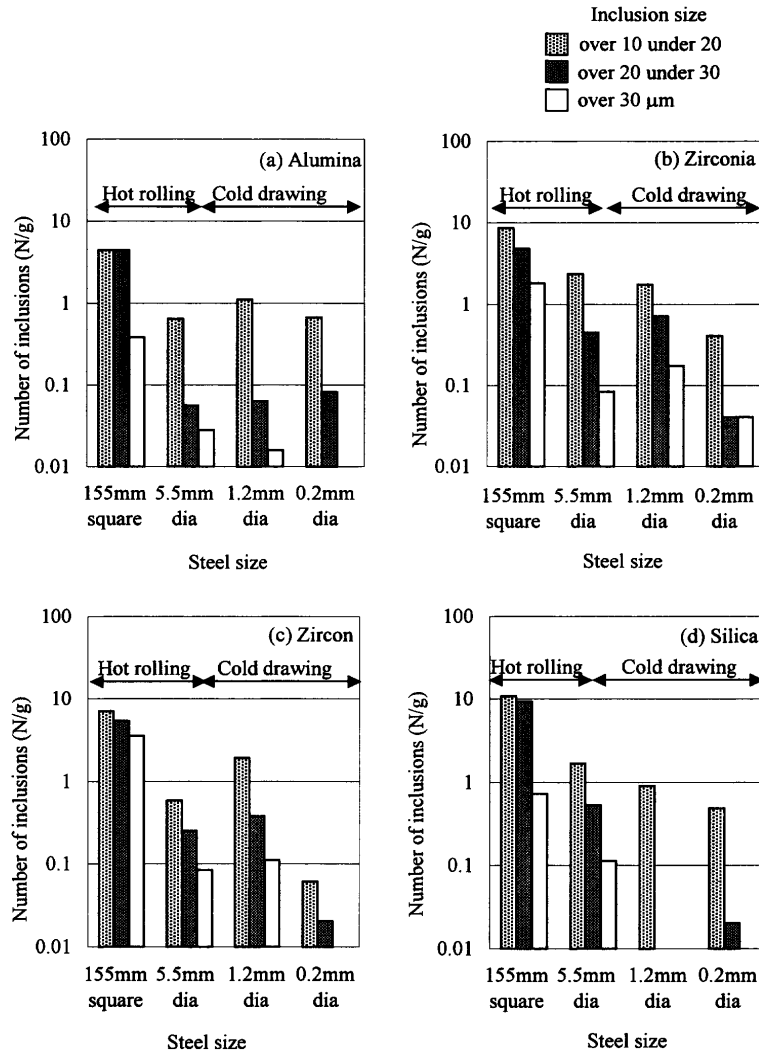 Inclusion size
over 10 under 20
over 20 under 30
over 30 µm
100
10
1
0.1
0.01
Number of inclusions (N/g)
(a) Alumina
Hot rolling
Cold drawing
155mm 5.5mm 1.2mm 0.2mm
square dia dia dia
Steel size
100
10
1
0.1
0.01
Number of inclusions (N/g)
(b) Zirconia
Hot rolling
Cold drawing
155mm 5.5mm 1.2mm 0.2mm
square dia dia dia
Steel size
100
10
1
0.1
0.01
Number of inclusions (N/g)
(c) Zircon
Hot rolling
Cold drawing
155mm 5.5mm 1.2mm 0.2mm
square dia dia dia
Steel size
100
10
1
0.1
0.01
Number of inclusions (N/g)
(d) Silica
Hot rolling
Cold drawing
155mm 5.5mm 1.2mm 0.2mm
square dia dia dia
Steel size